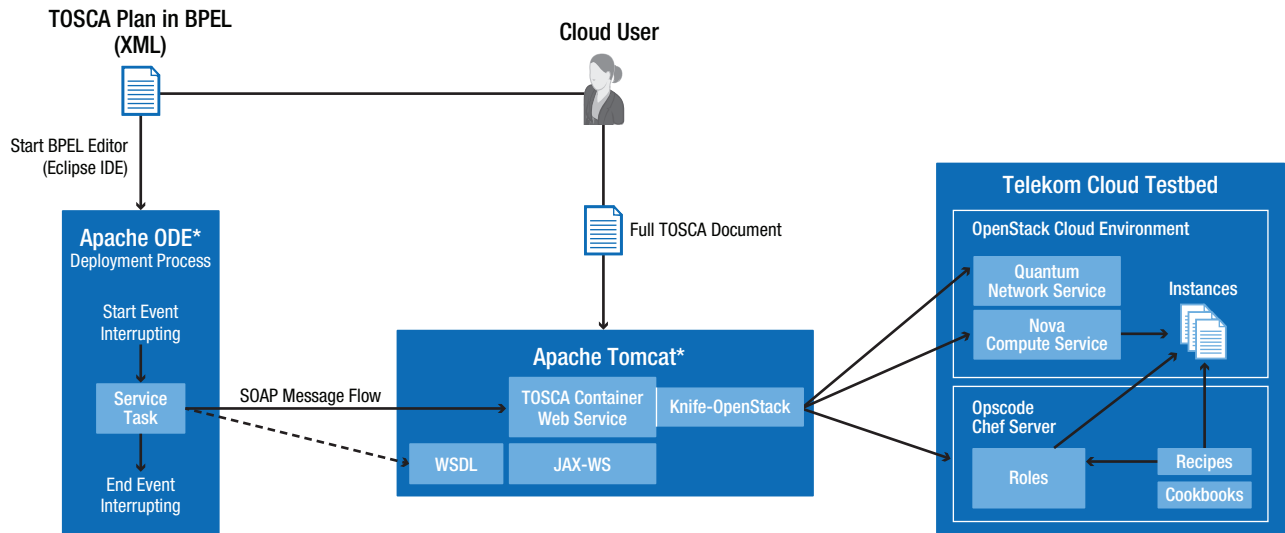 TOSCA Plan in BPEL
(XML)
Cloud User
Start BPEL Editor
(Eclipse IDE)
Full TOSCA Document
Apache ODE*
Deployment Process
Start Event
Interrupting
Service
Task
End Event
Interrupting
SOAP Message Flow
Apache Tomcat*
TOSCA Container
Web Service
Knife-OpenStack
WSDL
JAX-WS
Telekom Cloud Testbed
OpenStack Cloud Environment
Quantum
Network Service
Nova
Compute Service
Instances
Opscode
Chef Server
Roles
Recipes
Cookbooks